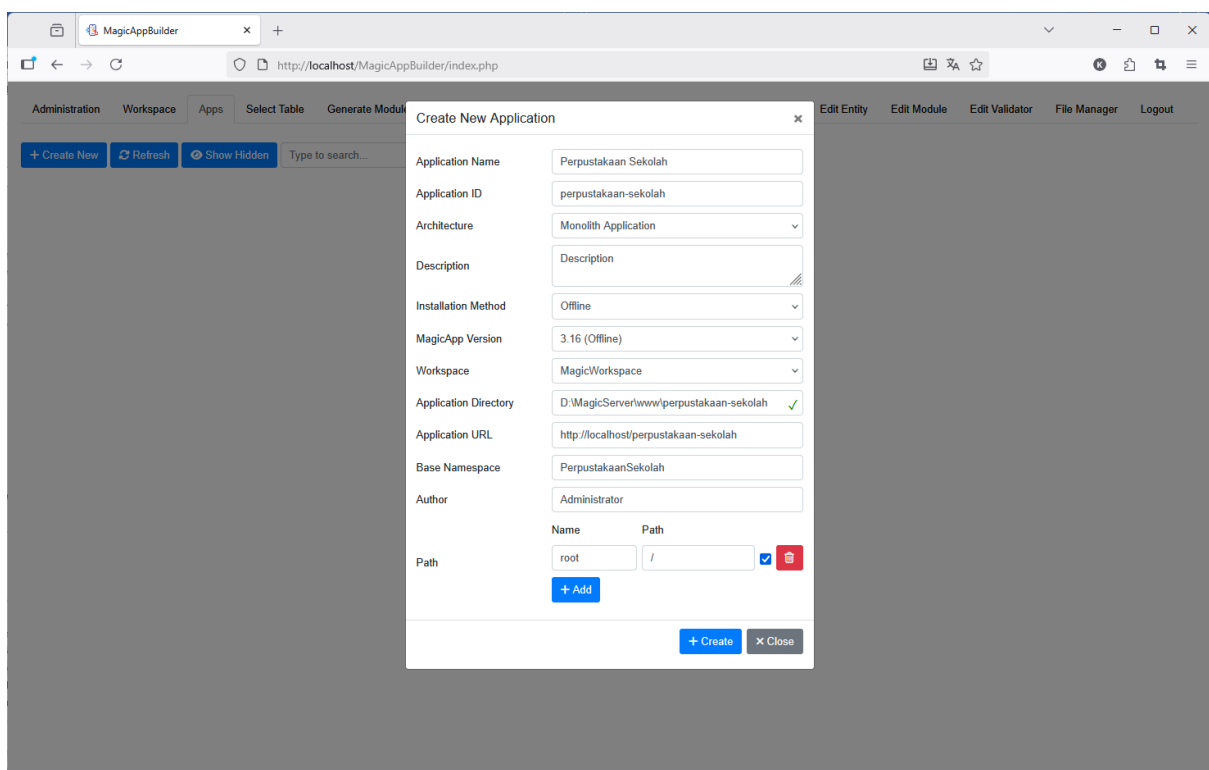 MagicAppBuilder
http://localhost/MagicAppBuilder/index.php
K
Administration Workspace Apps Select Table Generate Module Edit Entity Edit Module Edit Validator File Manager Logout
+ Create New Refresh Show Hidden Type to search...
Create New Application
Application Name Perpustakaan Sekolah
Application ID perpustakaan-sekolah
Architecture Monolith Application
Description Description
Installation Method Offline
MagicApp Version 3.16 (Offline)
Workspace MagicWorkspace
Application Directory D:\MagicServer\www\perpustakaan-sekolah
Application URL http://localhost/perpustakaan-sekolah
Base Namespace PerpustakaanSekolah
Author Administrator
Name Path
Path root /
+ Add
+ Create × Close